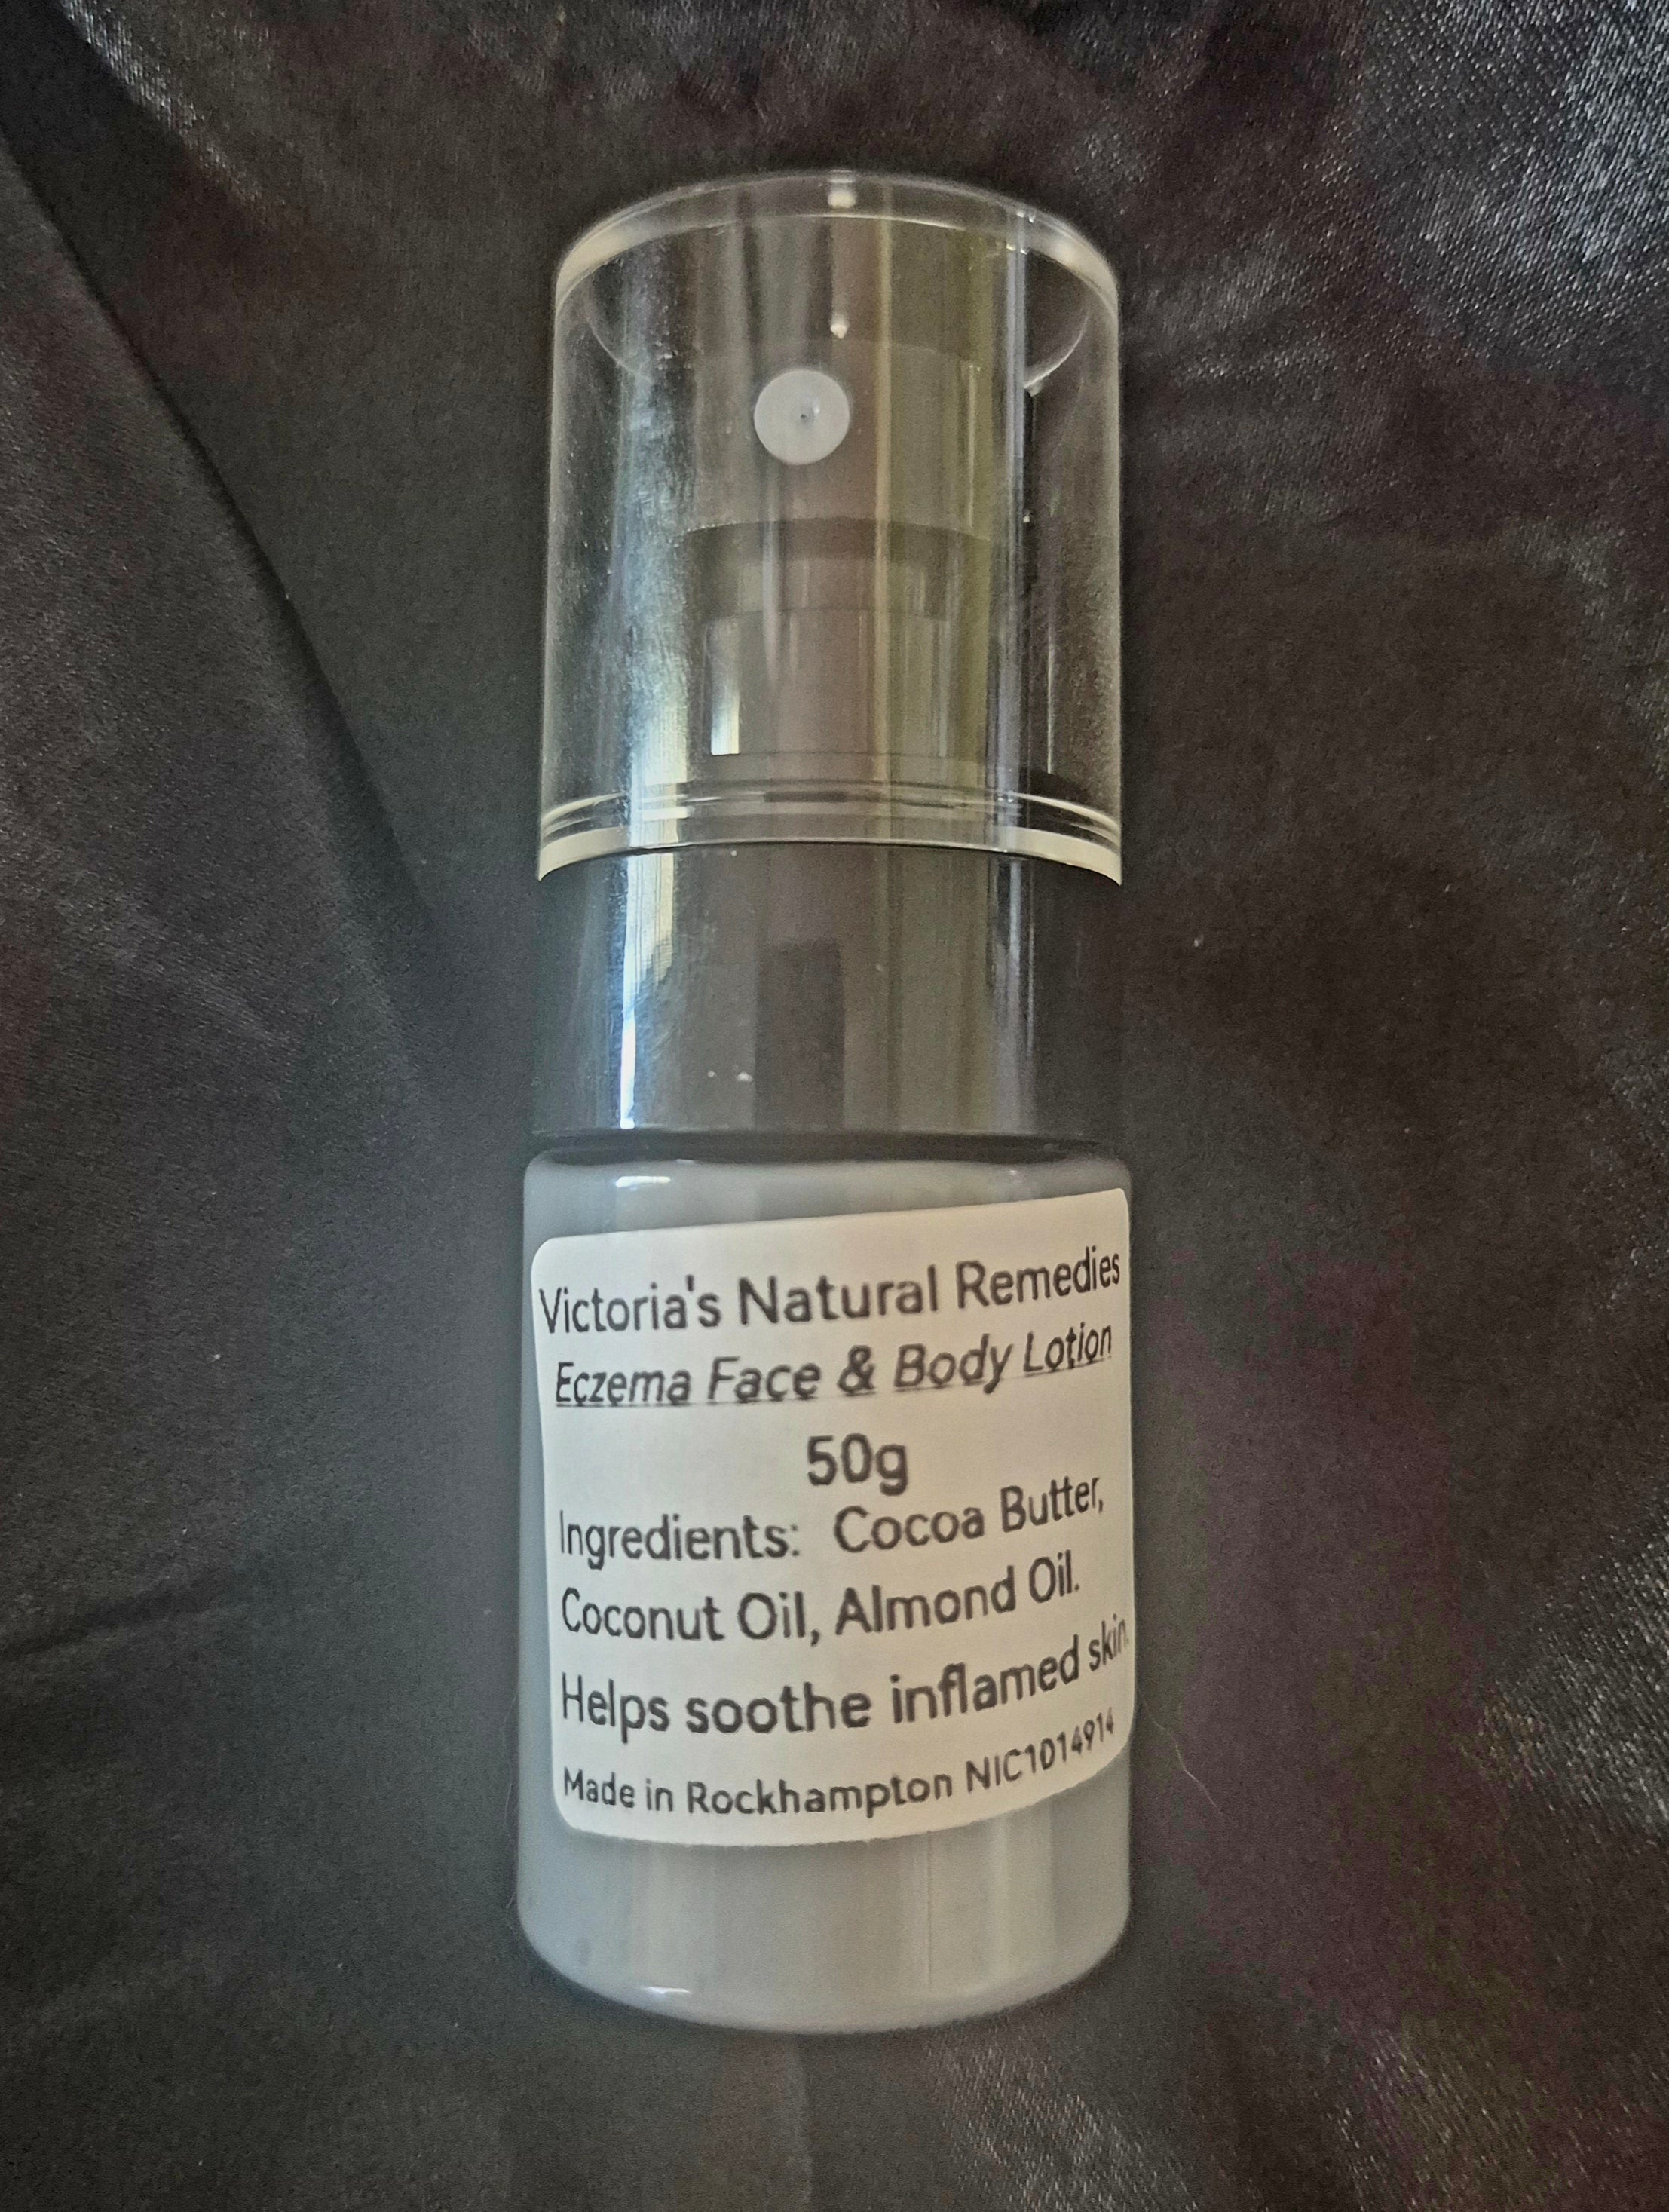 Victoria's Natural Remedies
Eczema Face & Body Lotion
50g
Ingredients: Cocoa Butter,
Coconut Oil, Almond Oil.
Helps soothe inflamed skin.
Made in Rockhampton NIC1014914